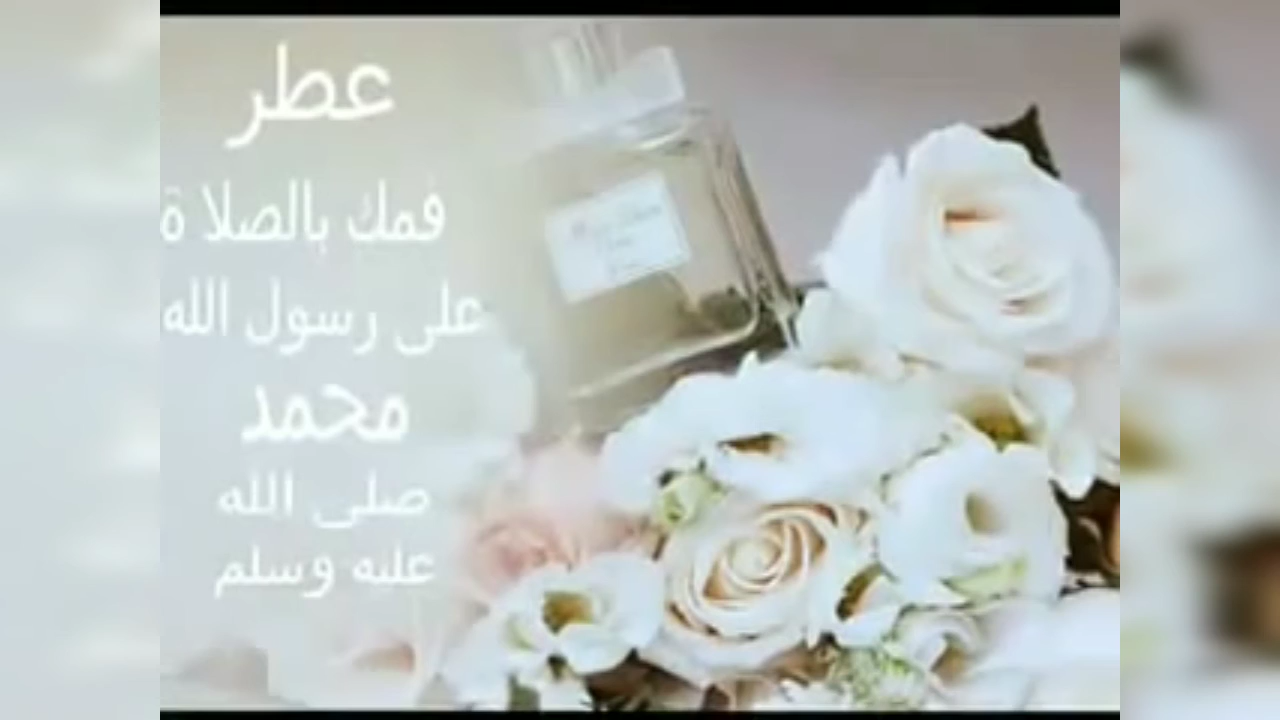 عطر
فمك بالصلاة
على رسول الله
محمد
صلى الله
عليه وسلم